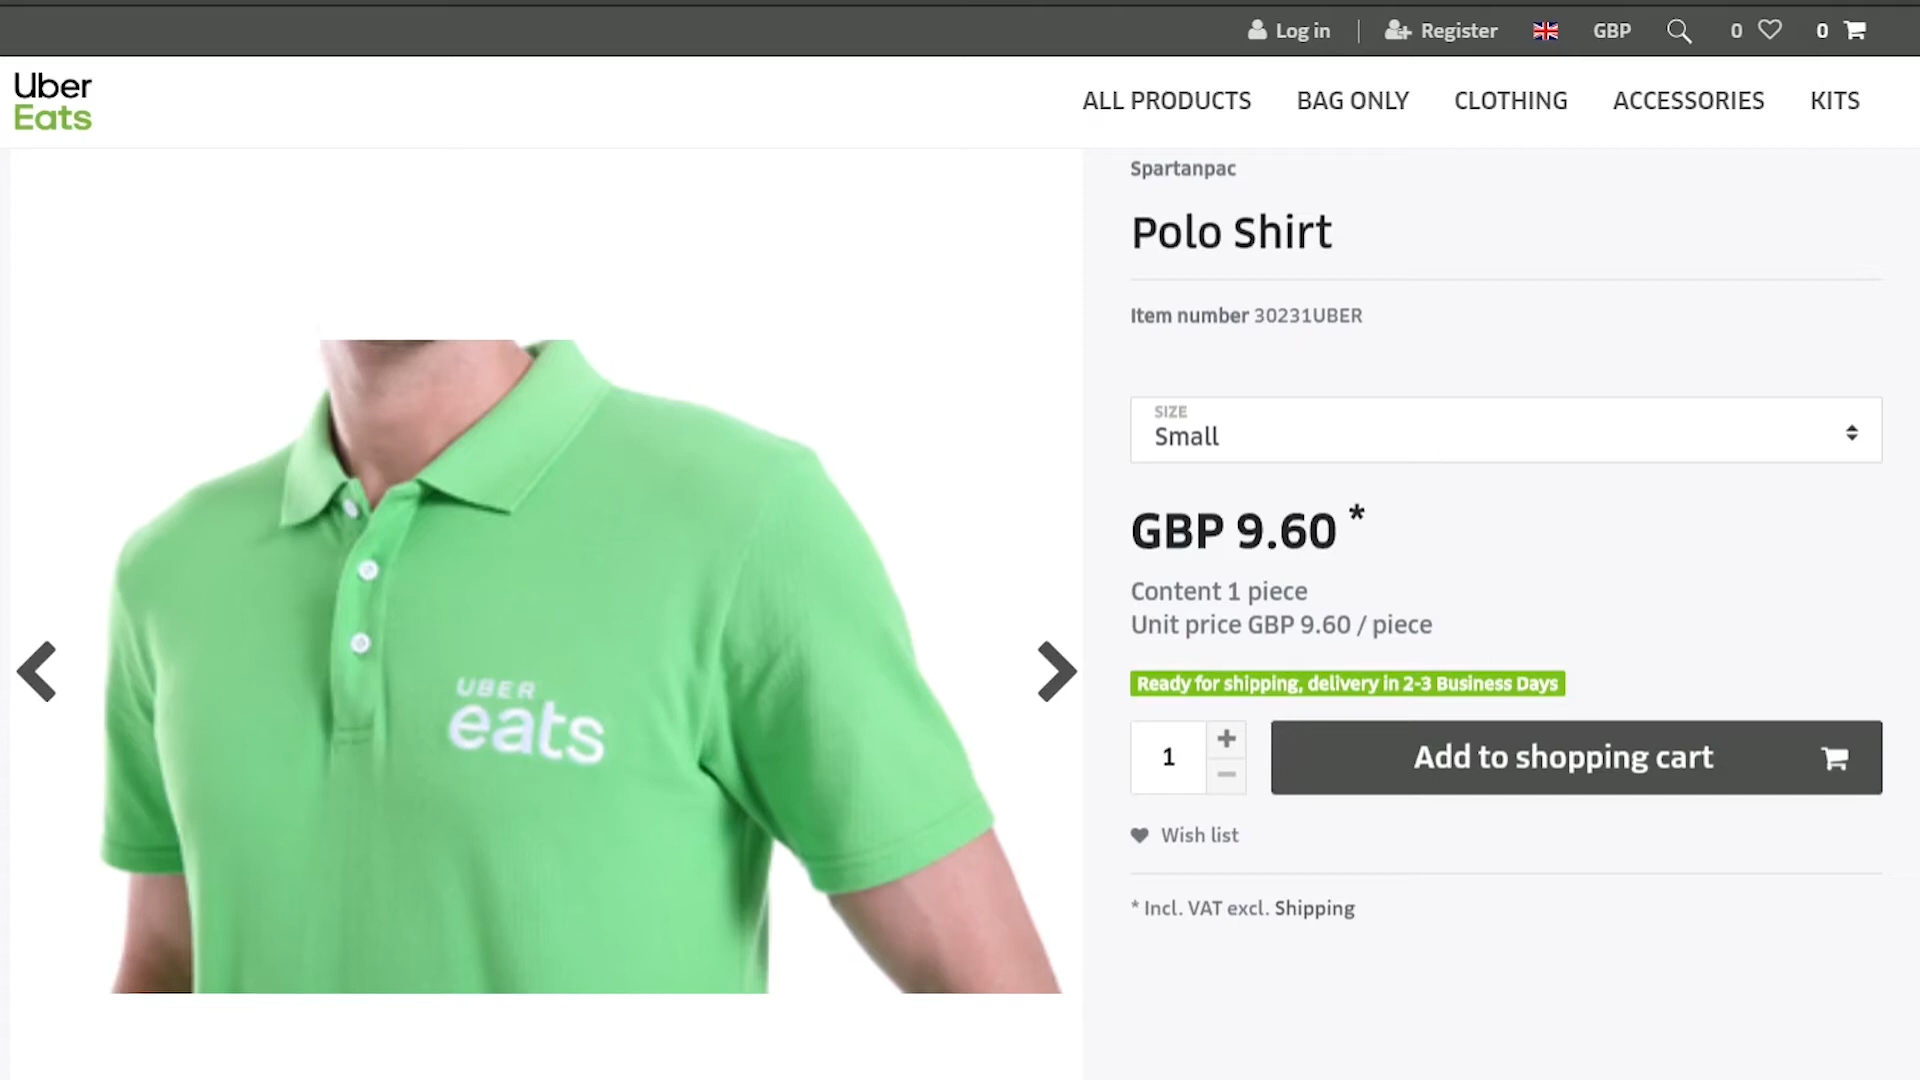 Log in
Register
GBP
0
0
Uber
Eats
ALL PRODUCTS
BAG ONLY
CLOTHING
ACCESSORIES
KITS
Spartanpac
Polo Shirt
Item number 30231UBER
SIZE
Small
GBP 9.60 *
Content 1 piece
Unit price GBP 9.60 / piece
Ready for shipping, delivery in 2-3 Business Days
1
+
−
Add to shopping cart
Wish list
* Incl. VAT excl. Shipping
UBER
eats